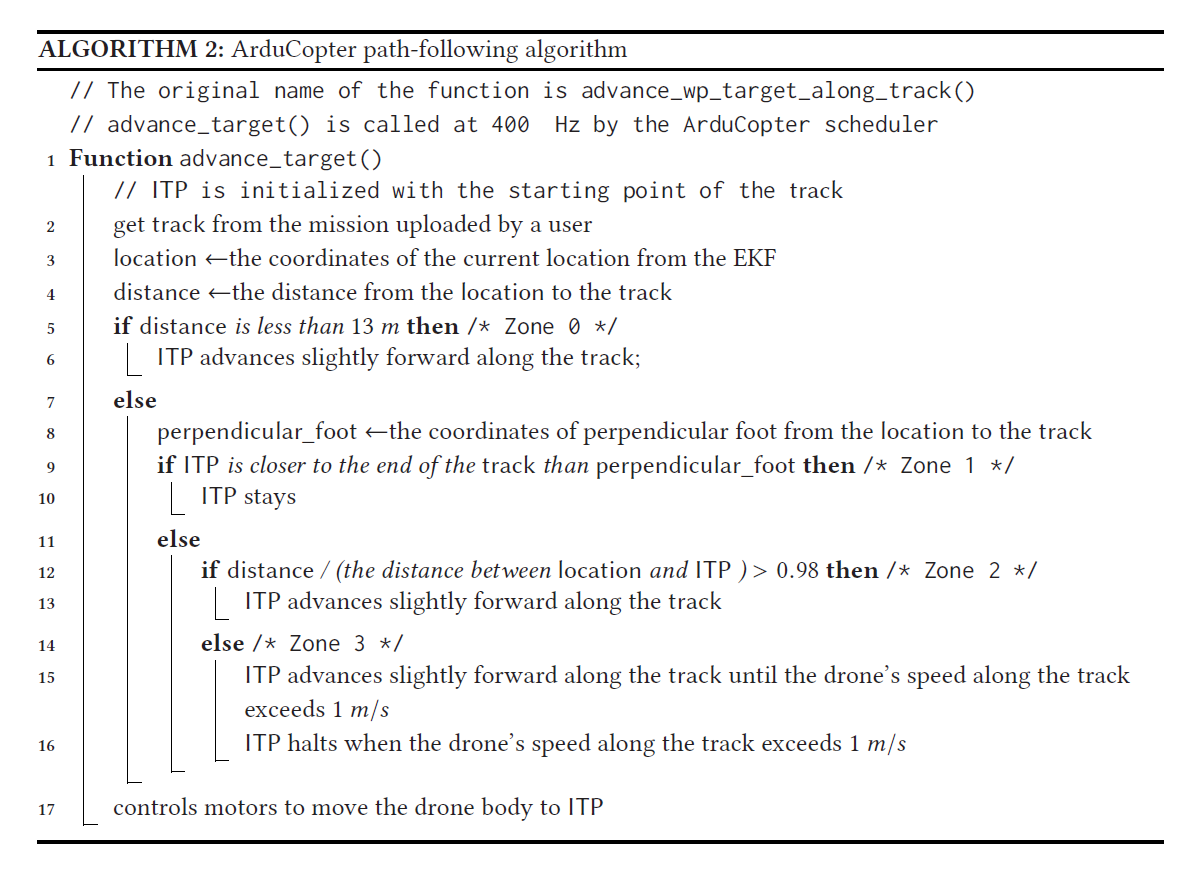 ALGORITHM 2: ArduCopter path-following algorithm
// The original name of the function is advance_wp_target_along_track()
// advance_target() is called at 400 Hz by the ArduCopter scheduler
1 Function advance_target()
// ITP is initialized with the starting point of the track
2 get track from the mission uploaded by a user
3 location ←the coordinates of the current location from the EKF
4 distance ←the distance from the location to the track
5 if distance is less than 13 m then /* Zone 0 */
6 ITP advances slightly forward along the track;
7 else
8 perpendicular_foot ←the coordinates of perpendicular foot from the location to the track
9 if ITP is closer to the end of the track than perpendicular_foot then /* Zone 1 */
10 ITP stays
11 else
12 if distance / (the distance between location and ITP ) > 0.98 then /* Zone 2 */
13 ITP advances slightly forward along the track
14 else /* Zone 3 */
15 ITP advances slightly forward along the track until the drone's speed along the track
exceeds 1 m/s
16 ITP halts when the drone's speed along the track exceeds 1 m/s
17 controls motors to move the drone body to ITP